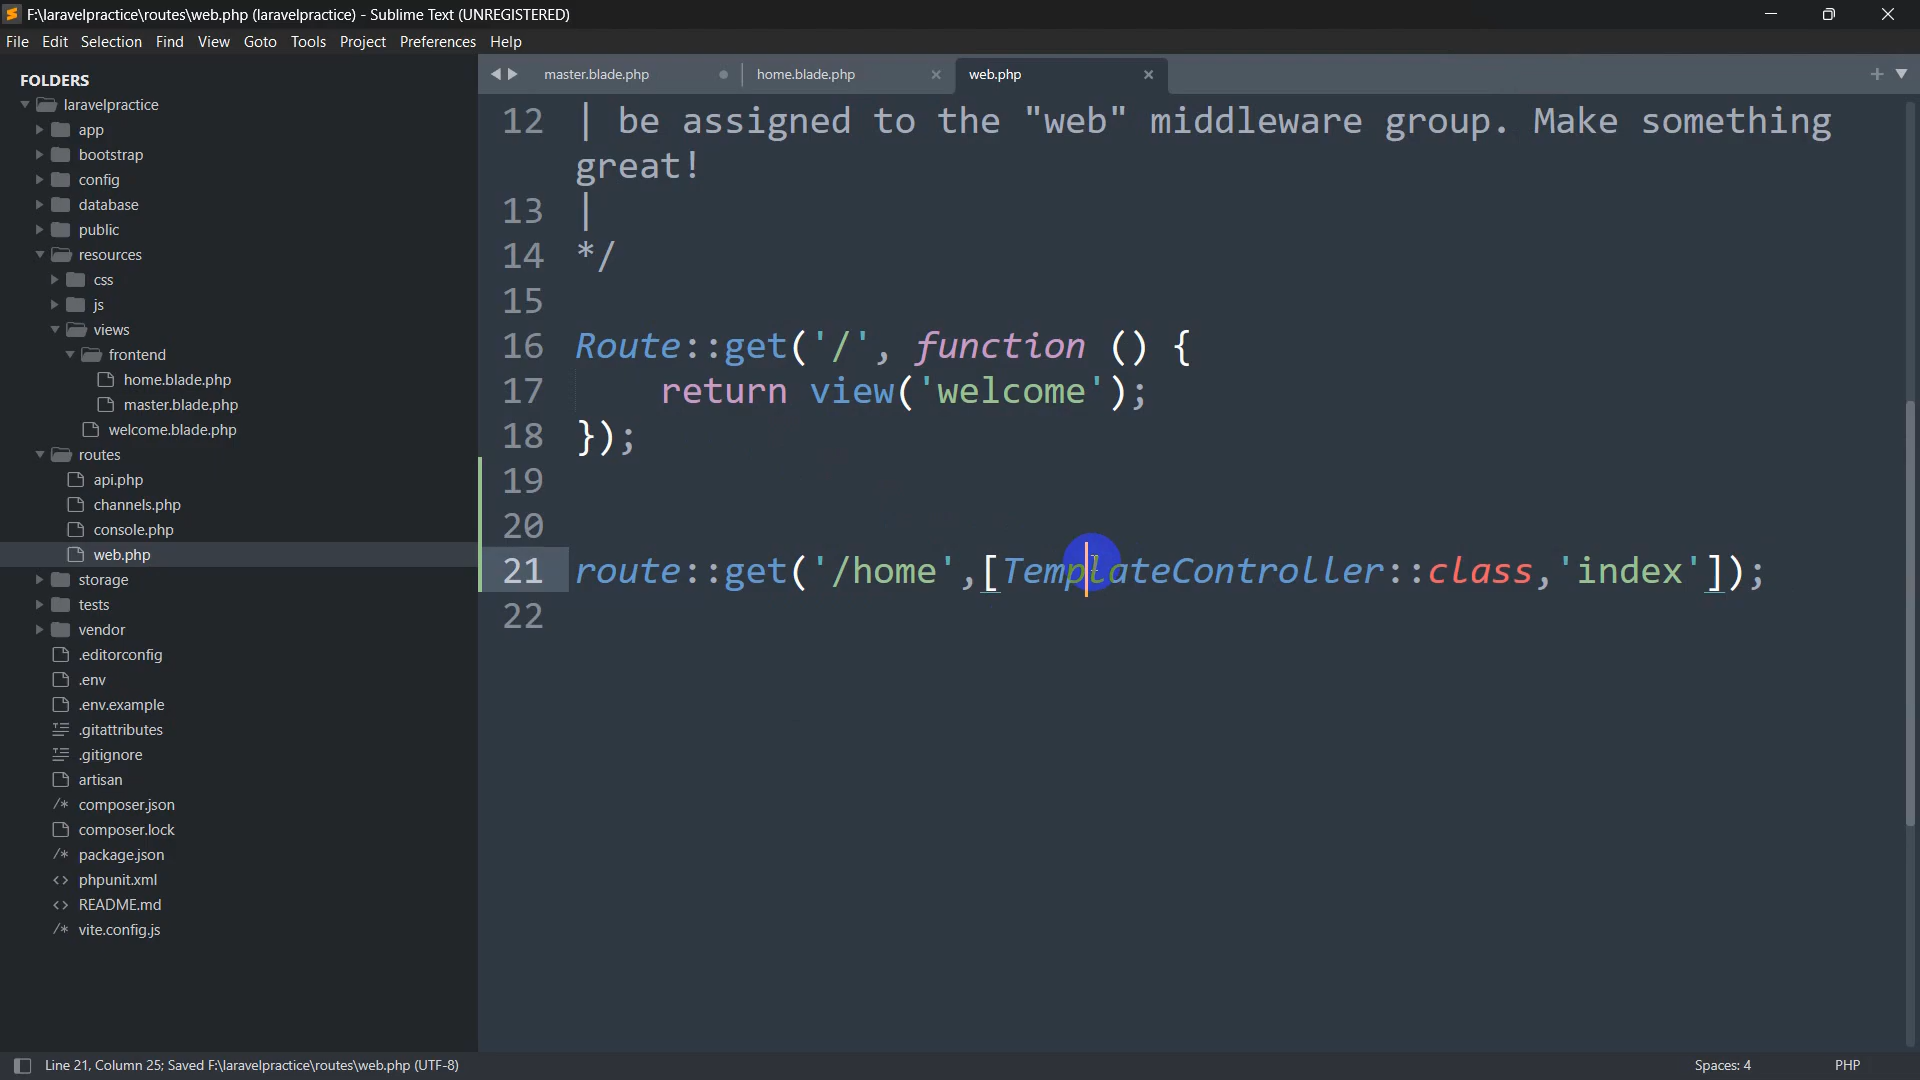 F:\laravelpractice\routes\web.php (laravelpractice) - Sublime Text (UNREGISTERED)
File Edit Selection Find View Goto Tools Project Preferences Help
FOLDERS
laravelpractice
app
bootstrap
config
database
public
resources
css
js
views
frontend
home.blade.php
master.blade.php
welcome.blade.php
routes
api.php
channels.php
console.php
web.php
storage
tests
vendor
.editorconfig
.env
.env.example
.gitattributes
.gitignore
artisan
composer.json
composer.lock
package.json
phpunit.xml
README.md
vite.config.js
master.blade.php home.blade.php web.php
12 | be assigned to the "web" middleware group. Make something
great!
13 |
14 */
15
16 Route::get('/', function () {
17 return view('welcome');
18 });
19
20
21 route::get('/home',[TemplateController::class,'index']);
22
Line 21, Column 25; Saved F:\laravelpractice\routes\web.php (UTF-8) Spaces: 4 PHP